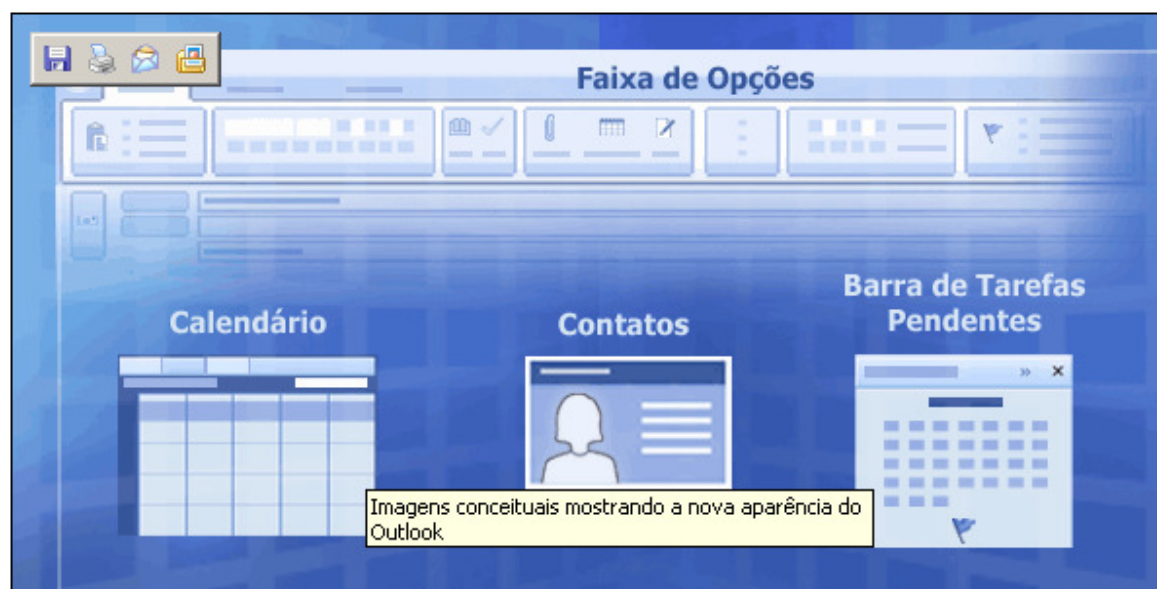 Faixa de Opções
Calendário
Contatos
Barra de Tarefas
Pendentes
Imagens conceituais mostrando a nova aparência do
Outlook